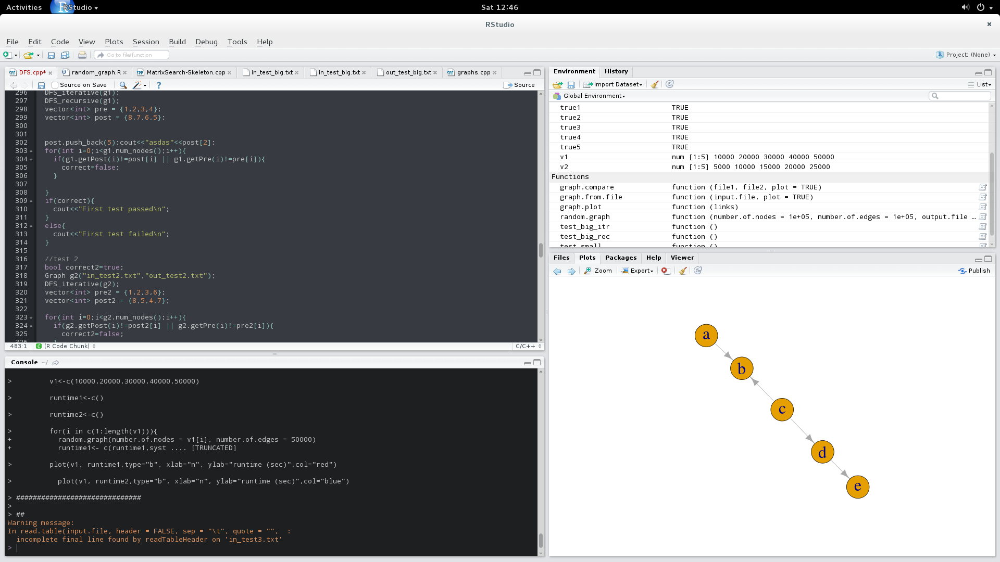 Activities RStudio Sat 12:46
RStudio
File Edit Code View Plots Session Build Debug Tools Help
Go to file/function Project: (None)
DFS.cpp* random_graph.R MatrixSearch-Skeleton.cpp in_test_big.txt in_test_big.txt out_test_big.txt graphs.cpp
Source on Save Source
296 DFS_iterative(g1);
297 DFS_recursive(g1);
298 vector<int> pre = {1,2,3,4};
299 vector<int> post = {8,7,6,5};
300
301
302 post.push_back(5);cout<<"asdas"<<post[2];
303 for(int i=0;i<g1.num_nodes();i++){
304 if(g1.getPost(i)!=post[i] || g1.getPre(i)!=pre[i]){
305 correct=false;
306 }
307
308 }
309 if(correct){
310 cout<<"First test passed\n";
311 }
312 else{
313 cout<<"First test failed\n";
314 }
315
316 //test 2
317 bool correct2=true;
318 Graph g2("in_test2.txt","out_test2.txt");
319 DFS_iterative(g2);
320 vector<int> pre2 = {1,2,3,6};
321 vector<int> post2 = {8,5,4,7};
322
323 for(int i=0;i<g2.num_nodes();i++){
324 if(g2.getPost(i)!=post2[i] || g2.getPre(i)!=pre2[i]){
325 correct2=false;
326 }
483:1 (R Code Chunk) C/C++
Console ~/
> v1<-c(10000,20000,30000,40000,50000)
> runtime1<-c()
> runtime2<-c()
> for(i in c(1:length(v1))){
+ random.graph(number.of.nodes = v1[i], number.of.edges = 50000)
+ runtime1<- c(runtime1,syst .... [TRUNCATED]
> plot(v1, runtime1,type="b", xlab="n", ylab="runtime (sec)",col="red")
> plot(v1, runtime2,type="b", xlab="n", ylab="runtime (sec)",col="blue")
> ##############################
>
> ##
Warning message:
In read.table(input.file, header = FALSE, sep = "\t", quote = "", :
incomplete final line found by readTableHeader on 'in_test3.txt'
>
Environment History
Import Dataset List
Global Environment
true1 TRUE
true2 TRUE
true3 TRUE
true4 TRUE
true5 TRUE
v1 num [1:5] 10000 20000 30000 40000 50000
v2 num [1:5] 5000 10000 15000 20000 25000
Functions
graph.compare function (file1, file2, plot = TRUE)
graph.from.file function (input.file, plot = TRUE)
graph.plot function (links)
random.graph function (number.of.nodes = 1e+05, number.of.edges = 1e+05, output.file …
test_big_itr function ()
test_big_rec function ()
test_small function ()
Files Plots Packages Help Viewer
Zoom Export Publish
a
b
c
d
e